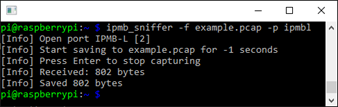 pi@raspberrypi:~ $ ipmb_sniffer -f example.pcap -p ipmbl
[Info] Open port IPMB-L [2]
[Info] Start saving to example.pcap for -1 seconds
[Info] Press Enter to stop capturing
[Info] Received: 802 bytes
[Info] Saved 802 bytes
pi@raspberrypi:~ $